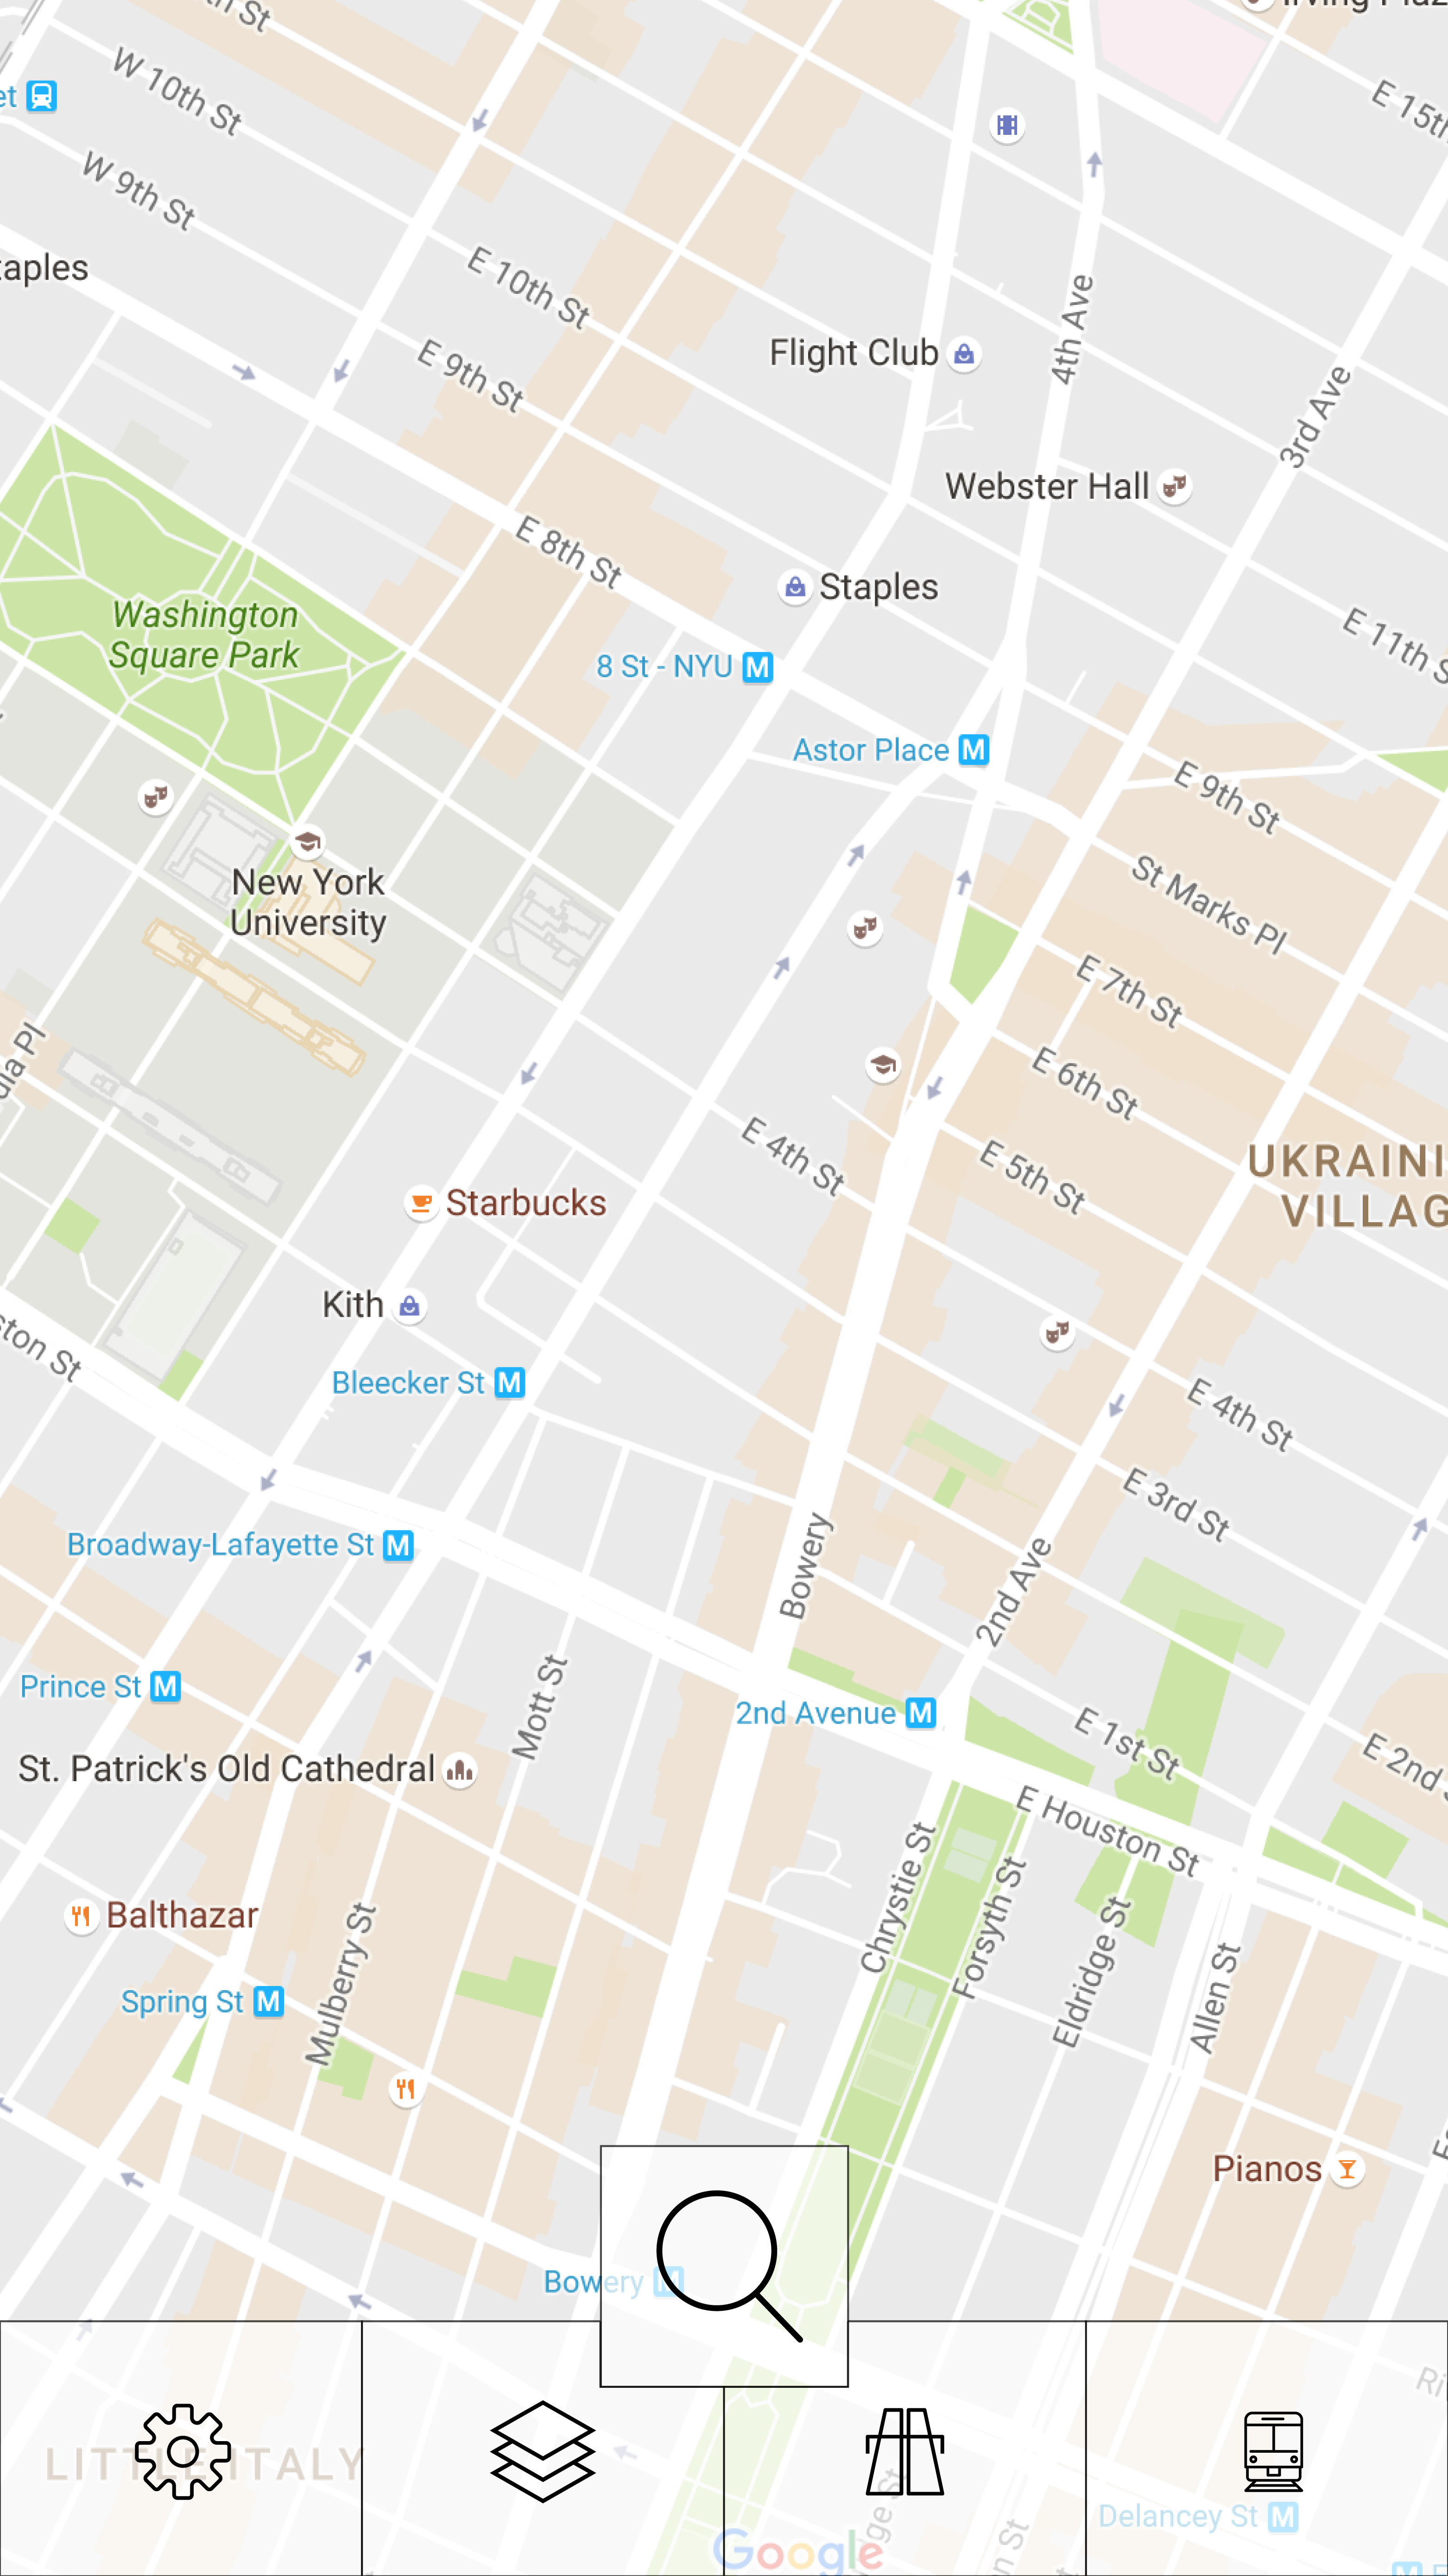 W 10th St
E 15th
W 9th St
E 10th St
E 9th St
Flight Club
4th Ave
3rd Ave
Webster Hall
E 8th St
Staples
Washington
Square Park
8 St - NYU M
E 11th S
Astor Place M
E 9th St
New York
University
St Marks Pl
E 7th St
E 6th St
E 4th St
E 5th St
UKRAINI
VILLAG
Starbucks
Kith
ston St
Bleecker St M
E 4th St
E 3rd St
Broadway-Lafayette St M
Bowery
2nd Ave
Prince St M
Mott St
2nd Avenue M
E 1st St
E 2nd
St. Patrick's Old Cathedral
E Houston St
Chrystie St
Forsyth St
Balthazar
Mulberry St
Eldridge St
Allen St
Spring St M
Pianos
Bowery M
LITTLE ITALY
Delancey St M
Google